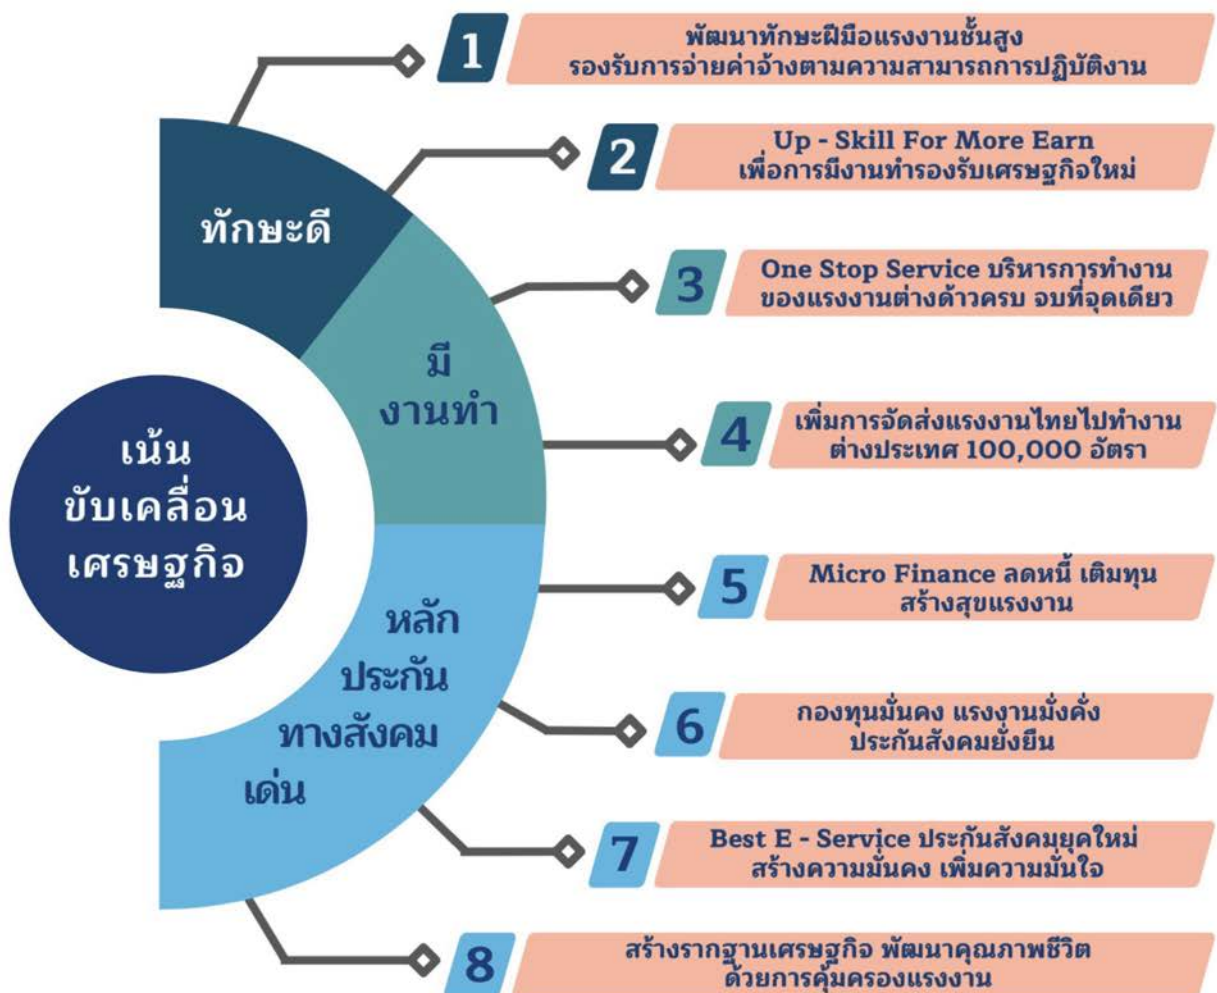 1
พัฒนาทักษะฝีมือแรงงานชั้นสูง
รองรับการจ่ายค่าจ้างตามความสามารถการปฏิบัติงาน
2
Up - Skill For More Earn
เพื่อการมีงานทำรองรับเศรษฐกิจใหม่
ทักษะดี
3
One Stop Service บริหารการทำงาน
ของแรงงานต่างด้าวครบ จบที่จุดเดียว
มี
งานทำ
4
เพิ่มการจัดส่งแรงงานไทยไปทำงาน
ต่างประเทศ 100,000 อัตรา
เน้น
ขับเคลื่อน
เศรษฐกิจ
5
Micro Finance ลดหนี้ เติมทุน
สร้างสุขแรงงาน
หลัก
ประกัน
ทางสังคม
เด่น
6
กองทุนมั่นคง แรงงานมั่งคั่ง
ประกันสังคมยั่งยืน
7
Best E - Service ประกันสังคมยุคใหม่
สร้างความมั่นคง เพิ่มความมั่นใจ
8
สร้างรากฐานเศรษฐกิจ พัฒนาคุณภาพชีวิต
ด้วยการคุ้มครองแรงงาน